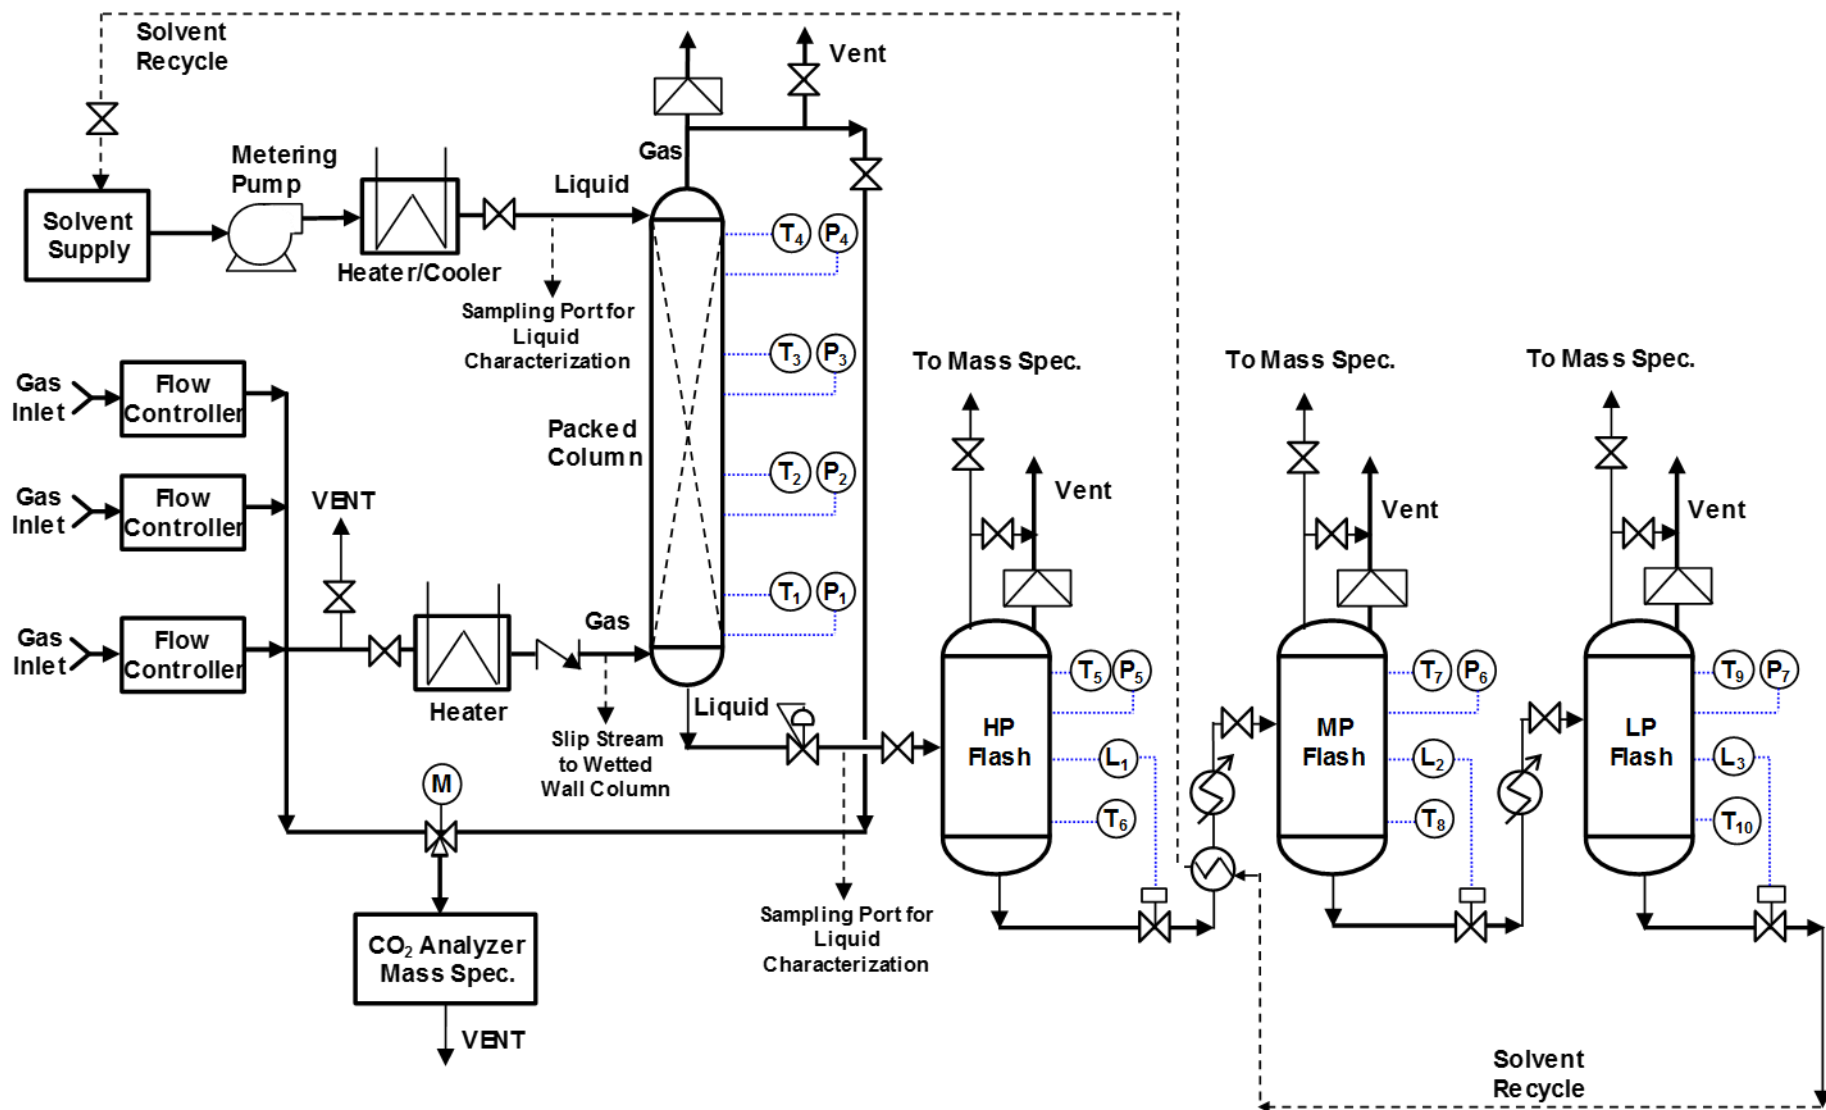 Solvent
Recycle
Vent
Metering
Pump
Gas
Liquid
Solvent
Supply
Heater/Cooler
T4
P4
Sampling Port for
Liquid
Characterization
T3
P3
To Mass Spec.
To Mass Spec.
To Mass Spec.
Gas
Inlet
Flow
Controller
Packed
Column
T2
P2
Gas
Inlet
Flow
Controller
VENT
Vent
Vent
Vent
T1
P1
Gas
Inlet
Flow
Controller
Gas
Heater
Liquid
T5
P5
T7
P6
T9
P7
Slip Stream
to Wetted
Wall Column
HP
Flash
MP
Flash
LP
Flash
L1
L2
L3
M
T6
T8
T10
Sampling Port for
Liquid
Characterization
CO2 Analyzer
Mass Spec.
VENT
Solvent
Recycle